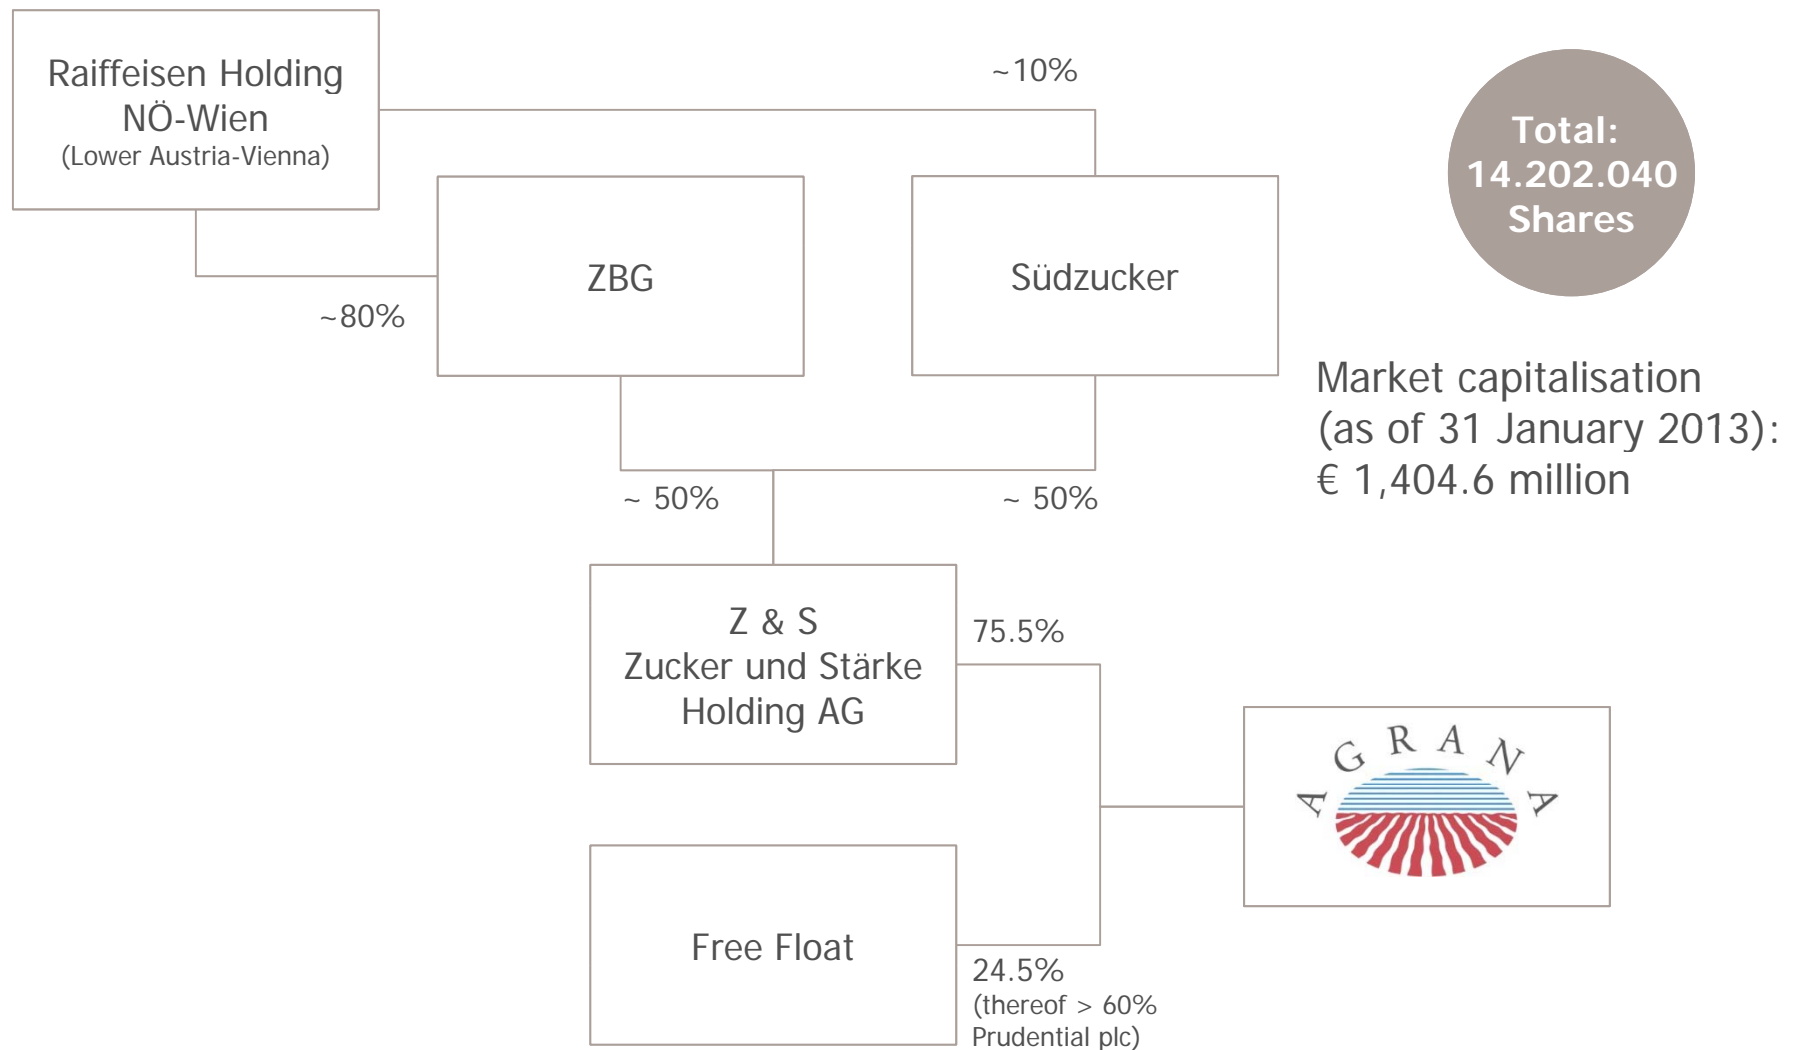 Raiffeisen Holding
NÖ-Wien
(Lower Austria-Vienna)
~10%
Total:
14.202.040
Shares
ZBG
Südzucker
~80%
Market capitalisation
(as of 31 January 2013):
€ 1,404.6 million
~ 50%
~ 50%
Z & S
Zucker und Stärke
Holding AG
75.5%
AGRANA
Free Float
24.5%
(thereof > 60%
Prudential plc)